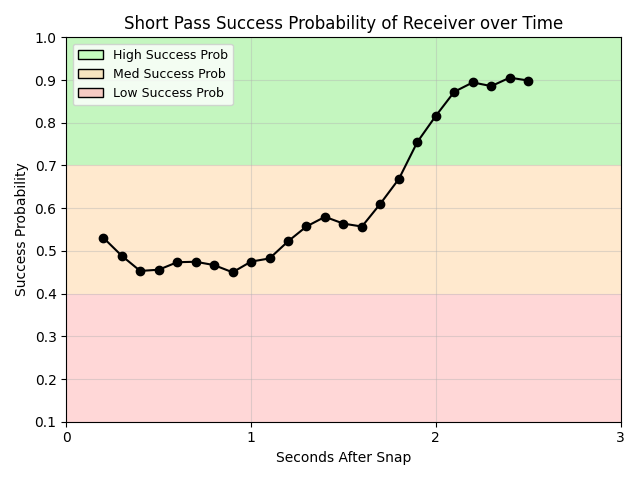 Short Pass Success Probability of Receiver over Time
High Success Prob
Med Success Prob
Low Success Prob
Success Probability
1.0
0.9
0.8
0.7
0.6
0.5
0.4
0.3
0.2
0.1
0 1 2 3
Seconds After Snap